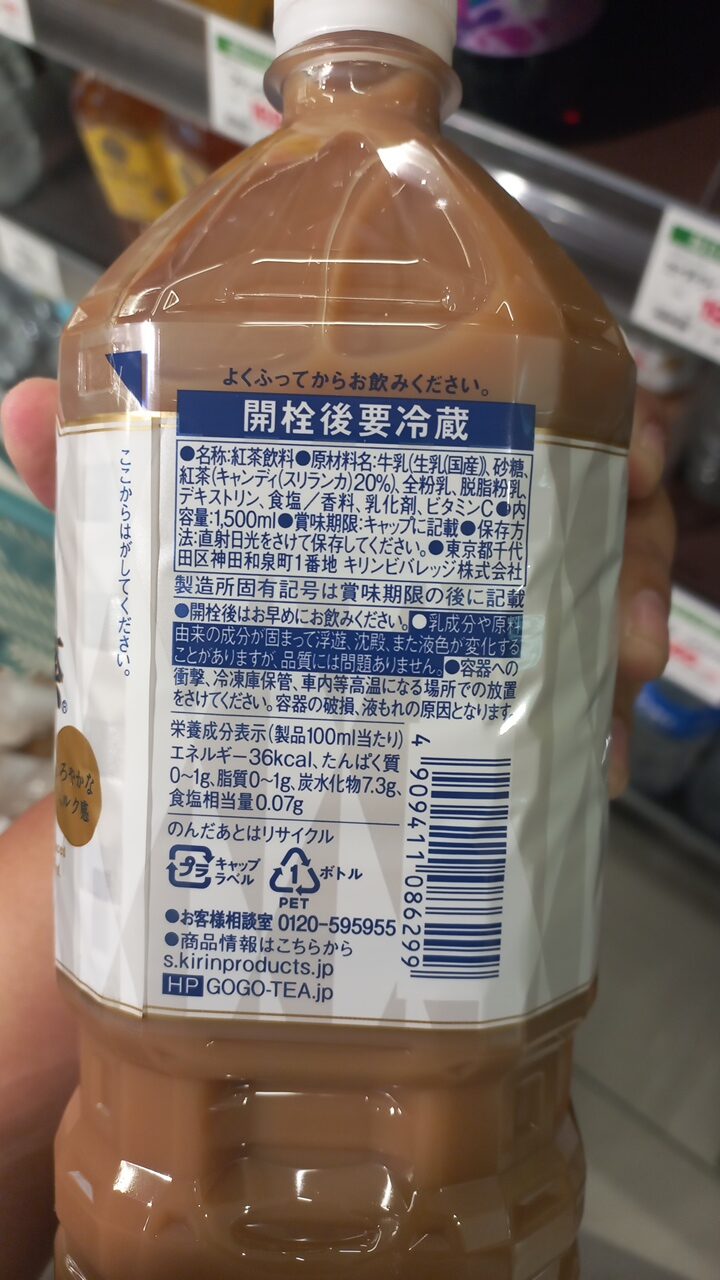 よくふってからお飲みください。
開栓後要冷蔵
●名称:紅茶飲料●原材料名:牛乳(生乳(国産))、砂糖、
紅茶(キャンディ(スリランカ)20%)、全粉乳、脱脂粉乳、
デキストリン、食塩/香料、乳化剤、ビタミンC●内
容量:1,500ml●賞味期限:キャップに記載●保存方
法:直射日光をさけて保存してください。●東京都千代
田区神田和泉町1番地 キリンビバレッジ株式会社
製造所固有記号は賞味期限の後に記載
●開栓後はお早めにお飲みください。●乳成分や原料
由来の成分が固まって浮遊、沈殿、また液色が変化する
ことがありますが、品質には問題ありません。●容器への
衝撃、冷凍庫保管、車内等高温になる場所での放置
をさけてください。容器の破損、液もれの原因となります。
栄養成分表示(製品100ml当たり)
エネルギー36kcal、たんぱく質
0~1g、脂質0~1g、炭水化物7.3g、
食塩相当量0.07g
のんだあとはリサイクル
プラ
キャップ
ラベル
1
PET
ボトル
●お客様相談室 0120-595955
●商品情報はこちらから
s.kirinproducts.jp
HP GOGO-TEA.jp
4 909411 086299
ここからはがしてください。
ろやかな
ルク感